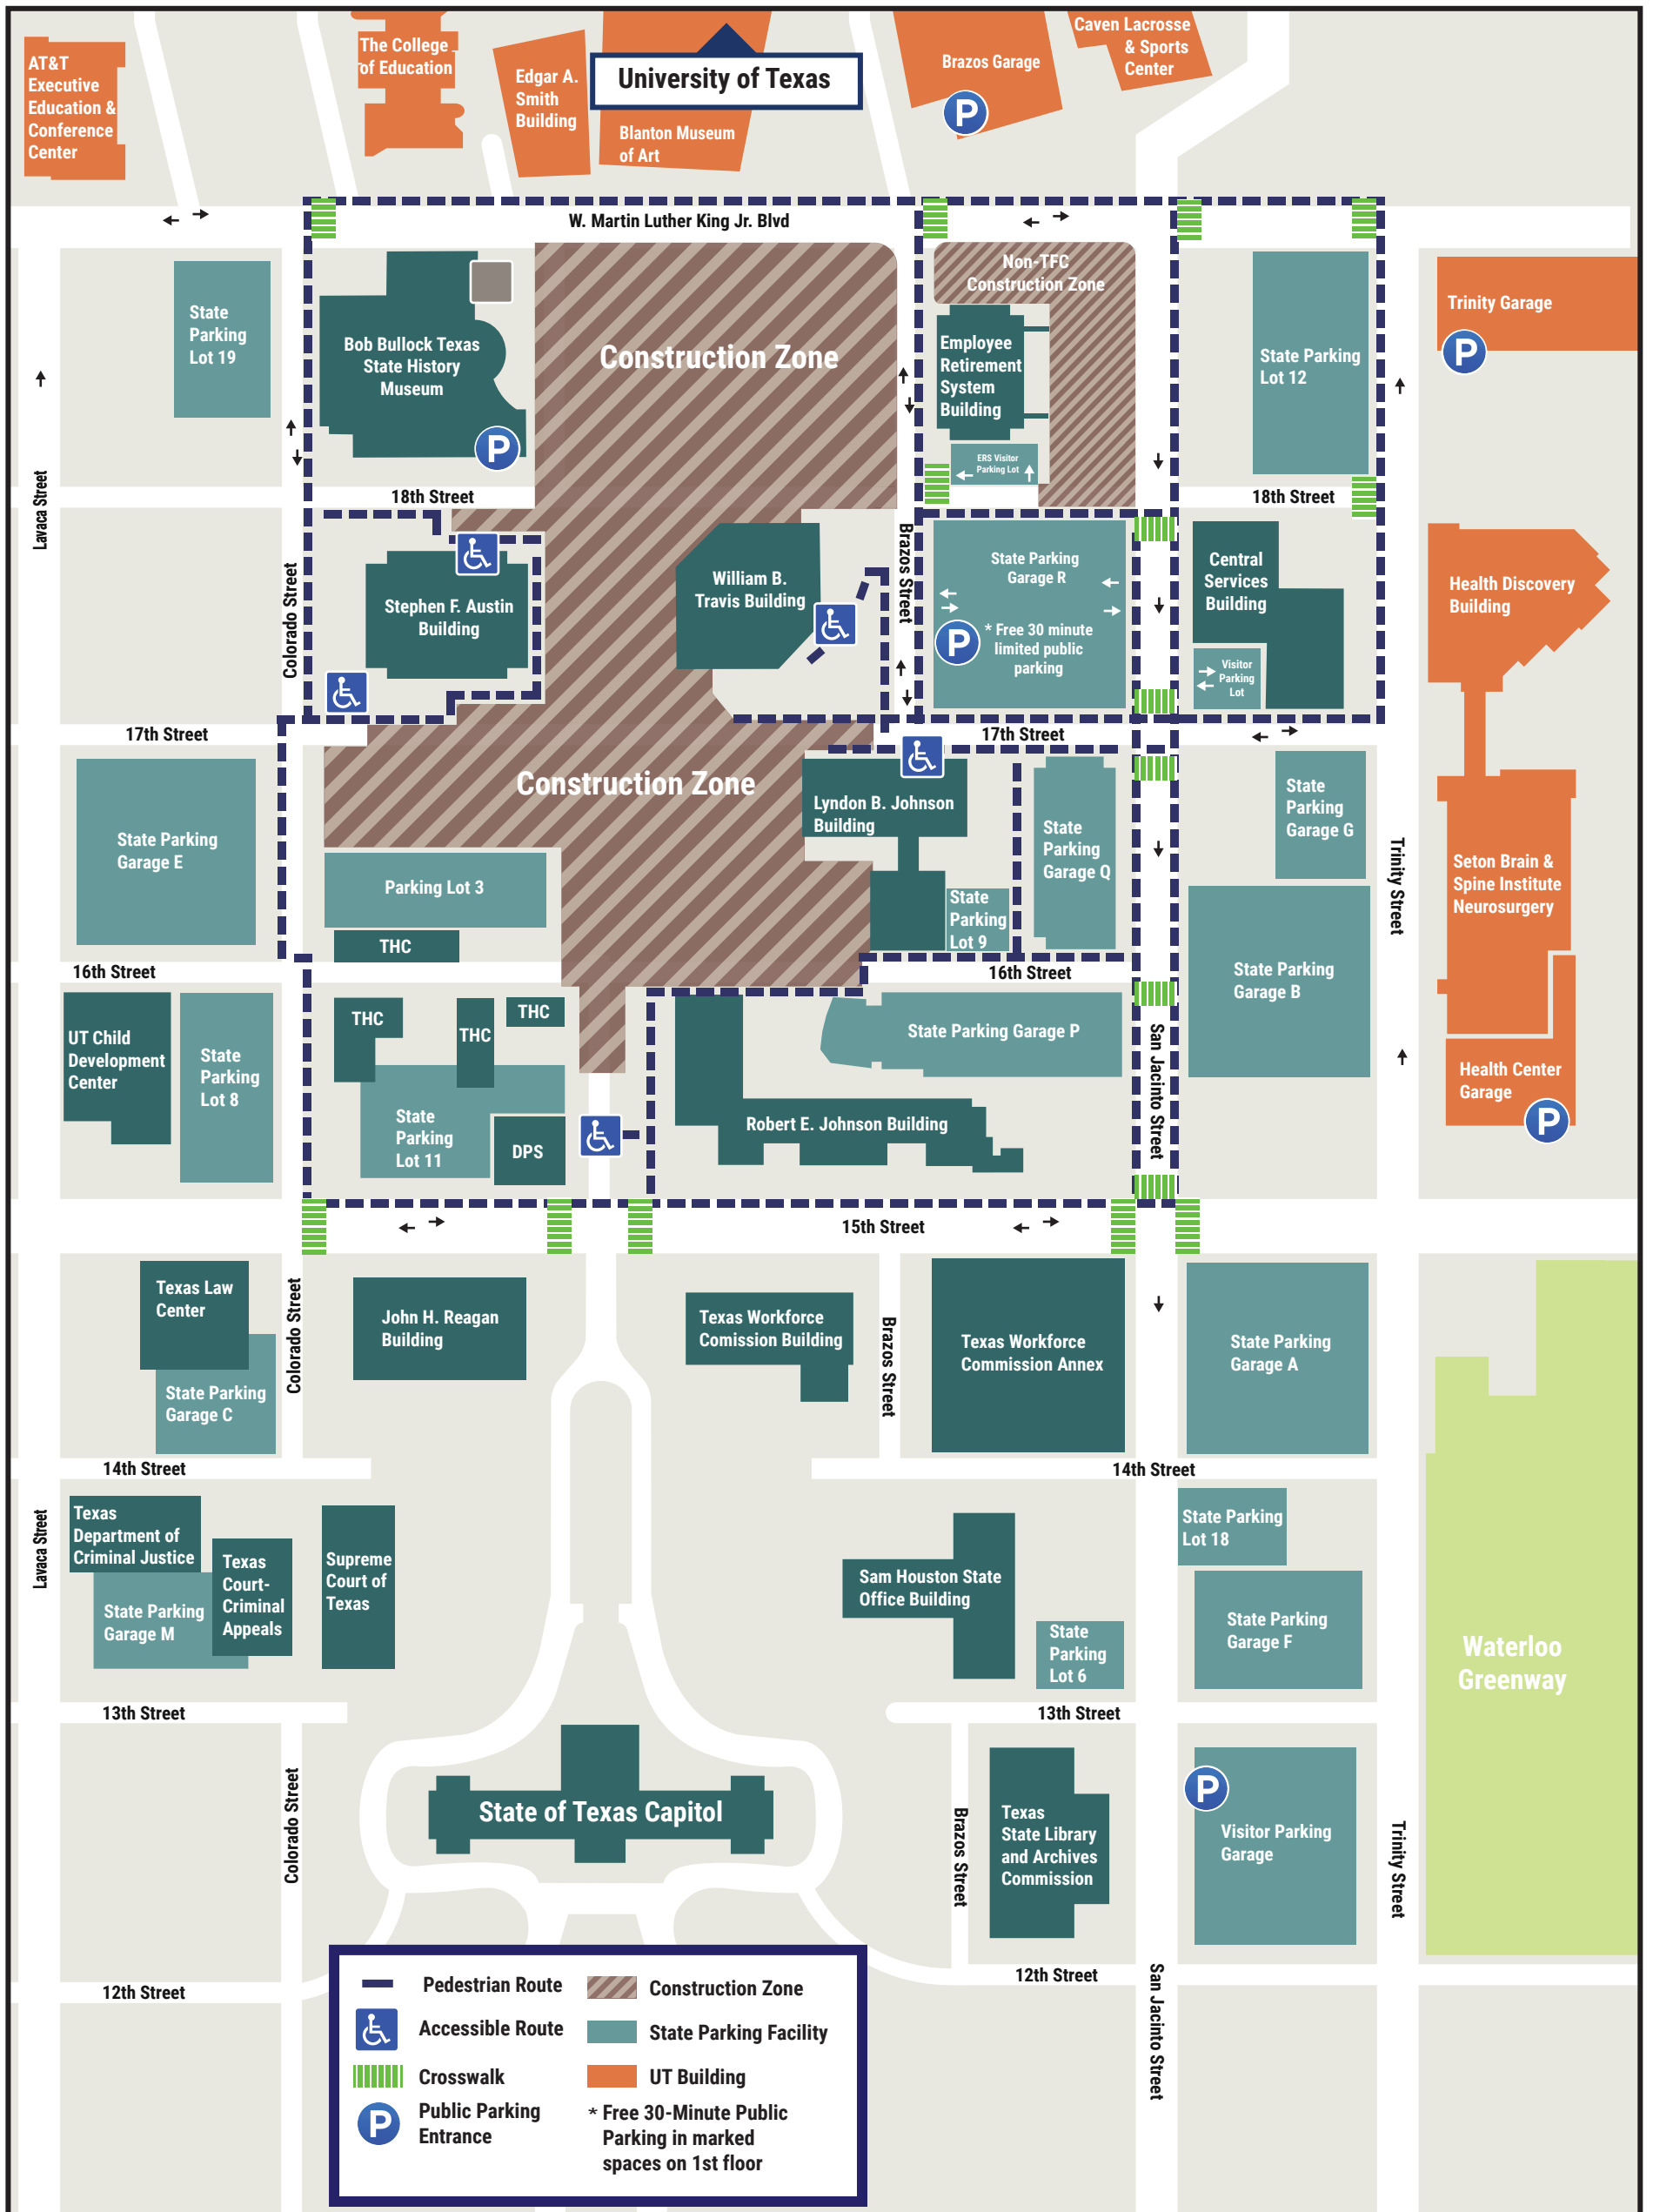 AT&T
Executive
Education &
Conference
Center
The College
of Education
Edgar A.
Smith
Building
University of Texas
Blanton Museum
of Art
Brazos Garage
P
Caven Lacrosse
& Sports
Center
W. Martin Luther King Jr. Blvd
State
Parking
Lot 19
Bob Bullock Texas
State History
Museum
P
Construction Zone
Non-TFC
Construction Zone
Employee
Retirement
System
Building
ERS Visitor
Parking Lot
State Parking
Lot 12
Trinity Garage
P
Lavaca Street
18th Street
18th Street
Colorado Street
Stephen F. Austin
Building
William B.
Travis Building
Brazos Street
State Parking
Garage R
P
* Free 30 minute
limited public
parking
Central
Services
Building
Visitor
Parking
Lot
Health Discovery
Building
17th Street
17th Street
State Parking
Garage E
Construction Zone
Lyndon B. Johnson
Building
State
Parking
Garage Q
State
Parking
Garage G
Parking Lot 3
THC
State
Parking
Lot 9
Trinity Street
Seton Brain &
Spine Institute
Neurosurgery
16th Street
16th Street
State Parking
Garage B
UT Child
Development
Center
State
Parking
Lot 8
THC
THC
THC
State
Parking
Lot 11
DPS
State Parking Garage P
Robert E. Johnson Building
San Jacinto Street
Health Center
Garage
P
15th Street
Texas Law
Center
State Parking
Garage C
Colorado Street
John H. Reagan
Building
Texas Workforce
Comission Building
Brazos Street
Texas Workforce
Commission Annex
State Parking
Garage A
14th Street
14th Street
Lavaca Street
Texas
Department of
Criminal Justice
State Parking
Garage M
Texas
Court-
Criminal
Appeals
Supreme
Court of
Texas
Sam Houston State
Office Building
State
Parking
Lot 6
State Parking
Lot 18
State Parking
Garage F
Waterloo
Greenway
13th Street
13th Street
Colorado Street
State of Texas Capitol
Brazos Street
Texas
State Library
and Archives
Commission
P
Visitor Parking
Garage
Trinity Street
12th Street
12th Street
San Jacinto Street
Pedestrian Route
Accessible Route
Crosswalk
P
Public Parking
Entrance
Construction Zone
State Parking Facility
UT Building
* Free 30-Minute Public
Parking in marked
spaces on 1st floor